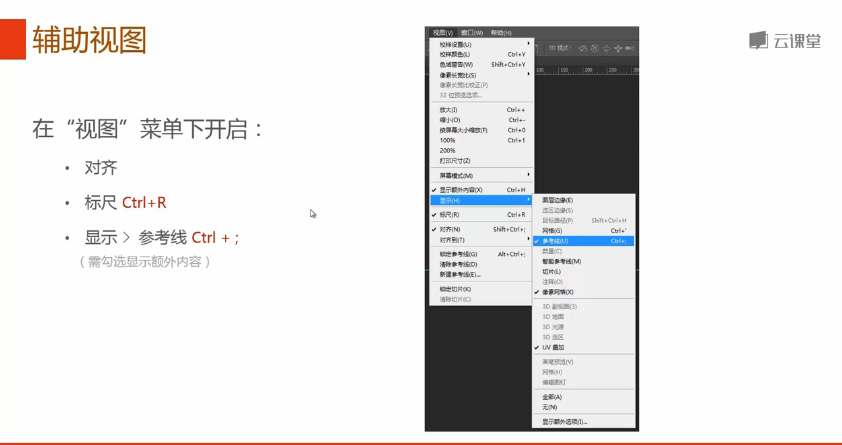 辅助视图
云课堂
在“视图”菜单下开启：
• 对齐
• 标尺 Ctrl+R
• 显示 > 参考线 Ctrl + ;
（需勾选显示额外内容）
视图(V) 窗口(W) 帮助(H)
3D 模式：
校样设置(U)
校样颜色(L) Ctrl+Y
色域警告(W) Shift+Ctrl+Y
像素长宽比(S)
像素长宽比校正(P)
32 位预览选项...
放大(I) Ctrl++
缩小(O) Ctrl+-
按屏幕大小缩放(F) Ctrl+0
100% Ctrl+1
200%
打印尺寸(Z)
屏幕模式(M)
显示额外内容(X) Ctrl+H
显示(H)
标尺(R) Ctrl+R
对齐(N) Shift+Ctrl+;
对齐到(T)
锁定参考线(G) Alt+Ctrl+;
清除参考线(D)
新建参考线(E)...
锁定切片(K)
清除切片(C)
100 150 200 250 300
图层边缘(E)
选区边缘(S)
目标路径(P) Shift+Ctrl+H
网格(G) Ctrl+'
参考线(U) Ctrl+;
数量(C)
智能参考线(M)
切片(L)
注释(O)
像素网格(X)
3D 副视图(3)
3D 地面
3D 光源
3D 选区
UV 叠加
画笔预览(V)
网格(H)
编辑图钉
全部(A)
无(N)
显示额外选项(I)...